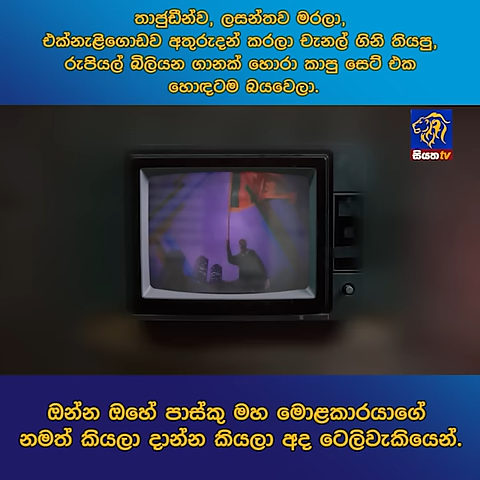 තාජුඩීන්ව, ලසන්තව මරලා,
එක්නැළිගොඩව අතුරුදන් කරලා චැනල් ගිනි තියපු,
රුපියල් බිලියන ගානක් හොරා කාපු සෙට් එක
හොඳටම බයවෙලා.
සියත tv
ඔන්න ඔහේ පාස්කු මහ මොළකාරයාගේ
නමත් කියලා දාන්න කියලා අද ටෙලිවැකියෙන්.